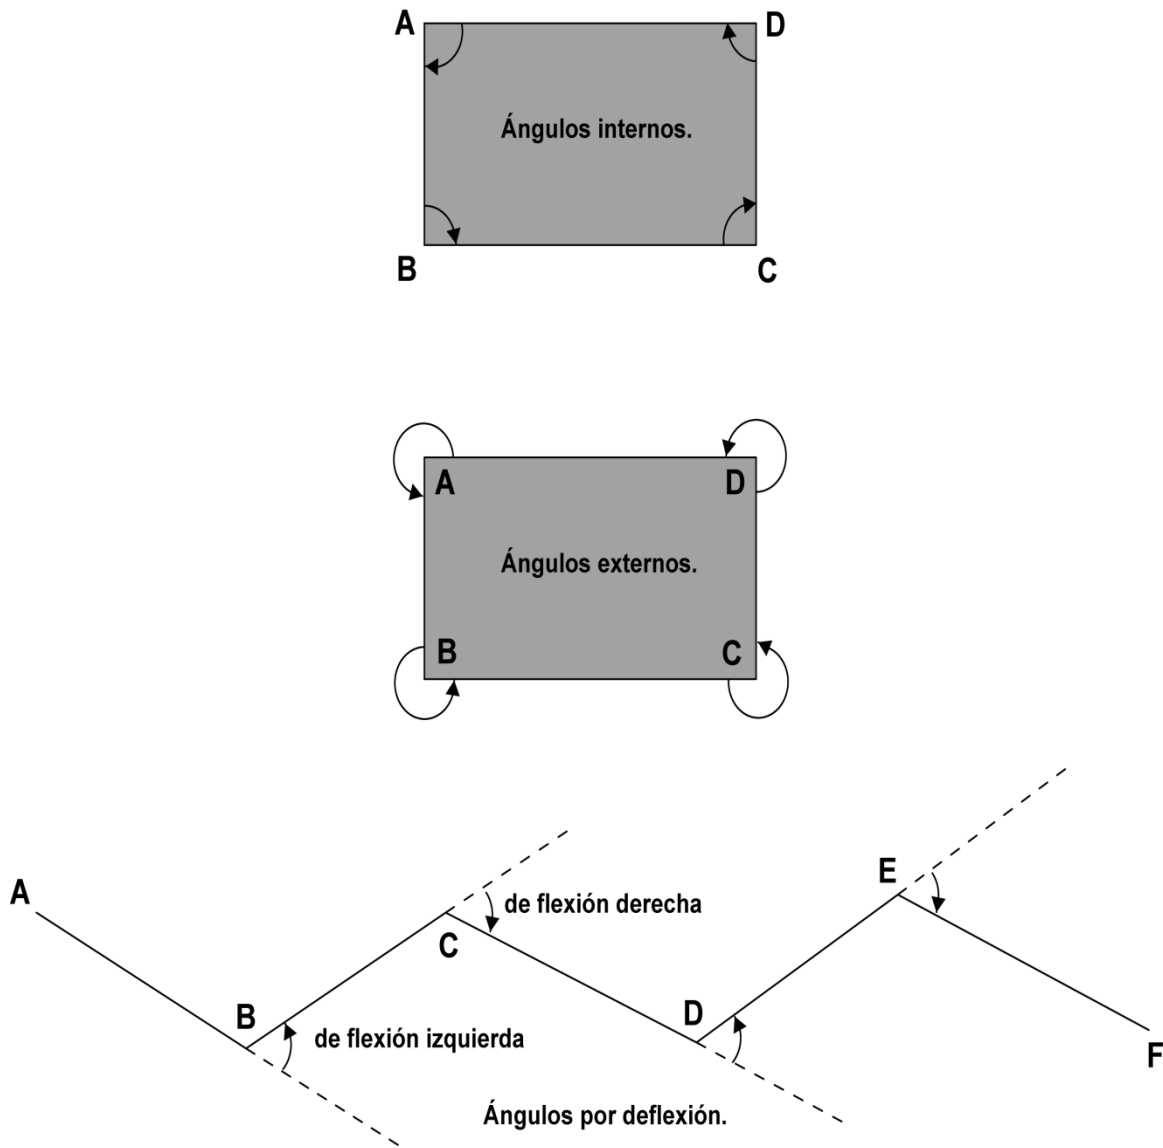 A D
Ángulos internos.
B C
A D
Ángulos externos.
B C
A
B
de flexión izquierda
C
de flexión derecha
D
E
F
Ángulos por deflexión.